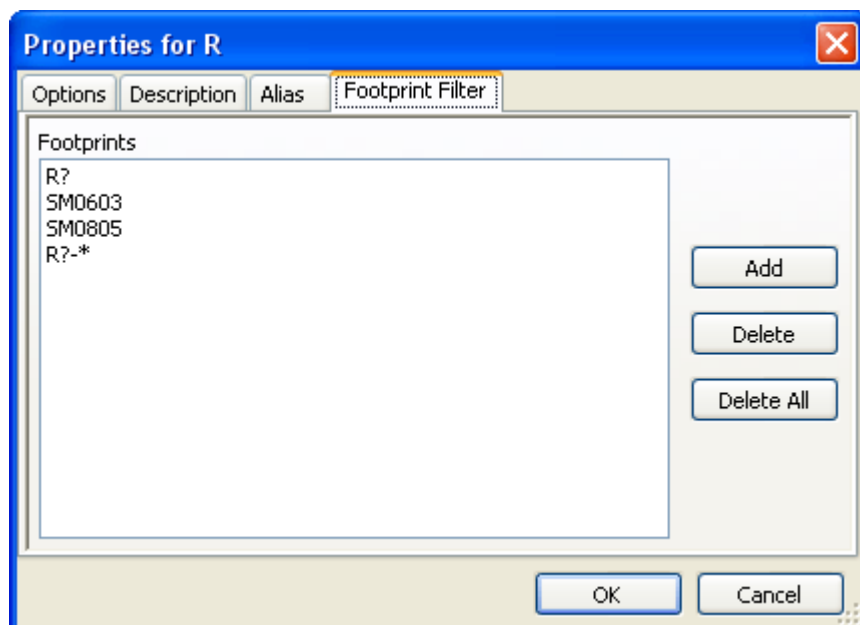 Properties for R
Options Description Alias Footprint Filter
Footprints
R?
SM0603
SM0805
R?-*
Add
Delete
Delete All
OK Cancel